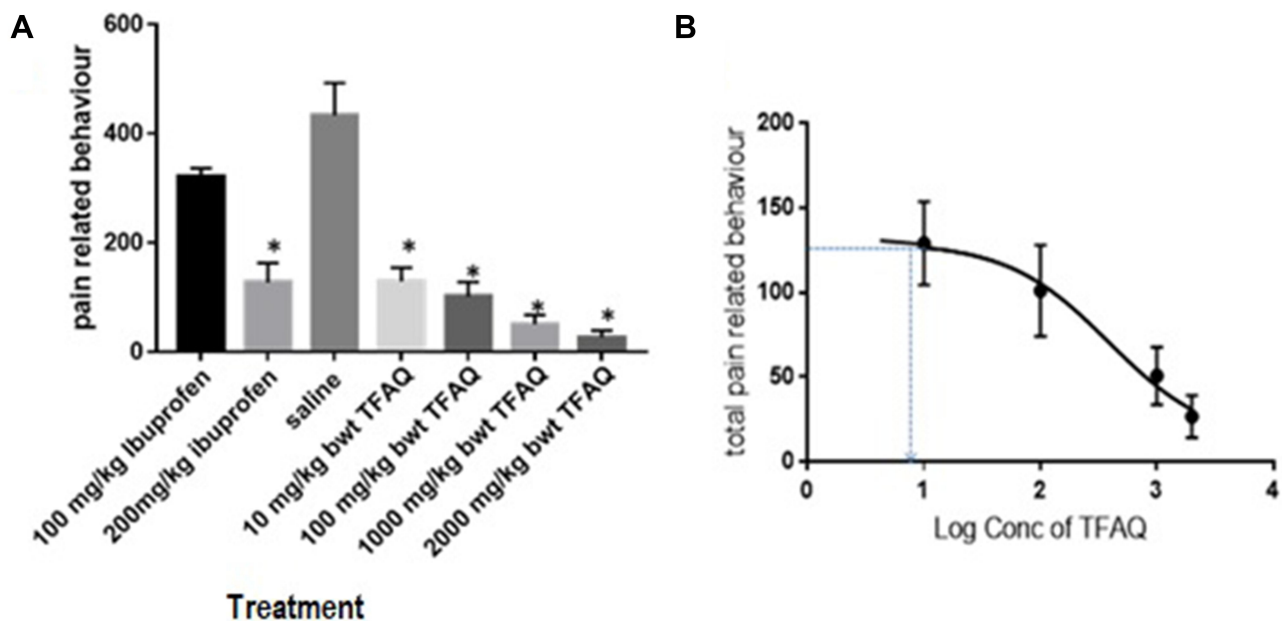 A
600
400
200
0
pain related behaviour
*
*
*
*
*
100 mg/kg Ibuprofen
200mg/kg ibuprofen
saline
10 mg/kg bwt TFAQ
100 mg/kg bwt TFAQ
1000 mg/kg bwt TFAQ
2000 mg/kg bwt TFAQ
Treatment
B
200
150
100
50
0
total pain related behaviour
0 1 2 3 4
Log Conc of TFAQ